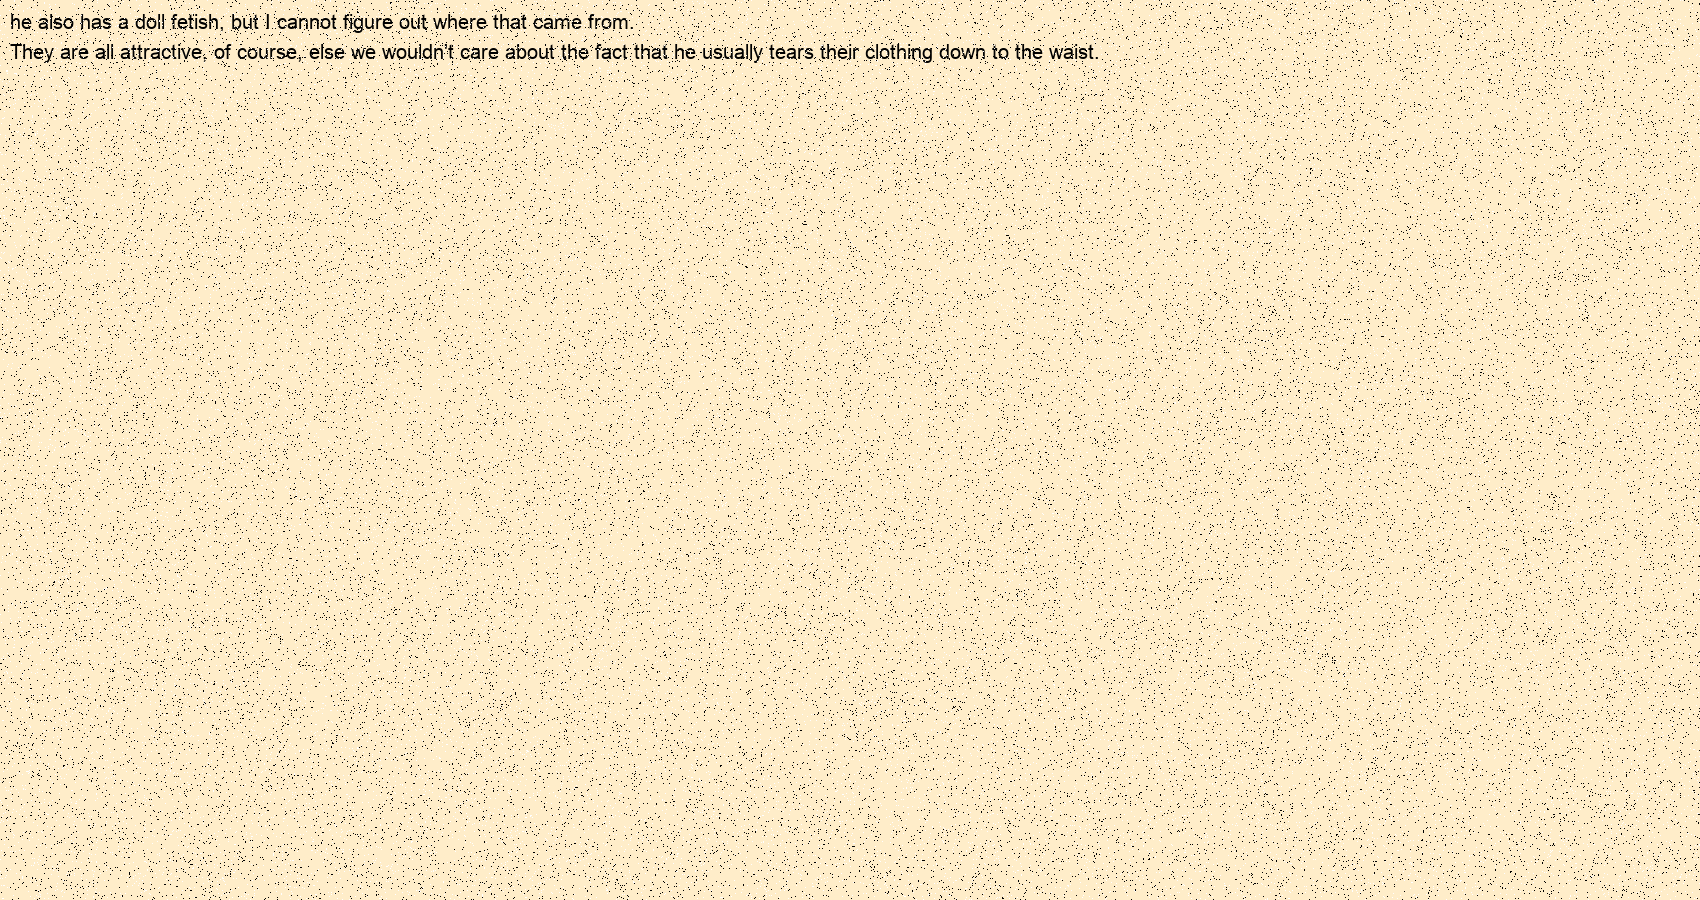 he also has a doll fetish, but I cannot figure out where that came from.
They are all attractive, of course, else we wouldn't care about the fact that he usually tears their clothing down to the waist.